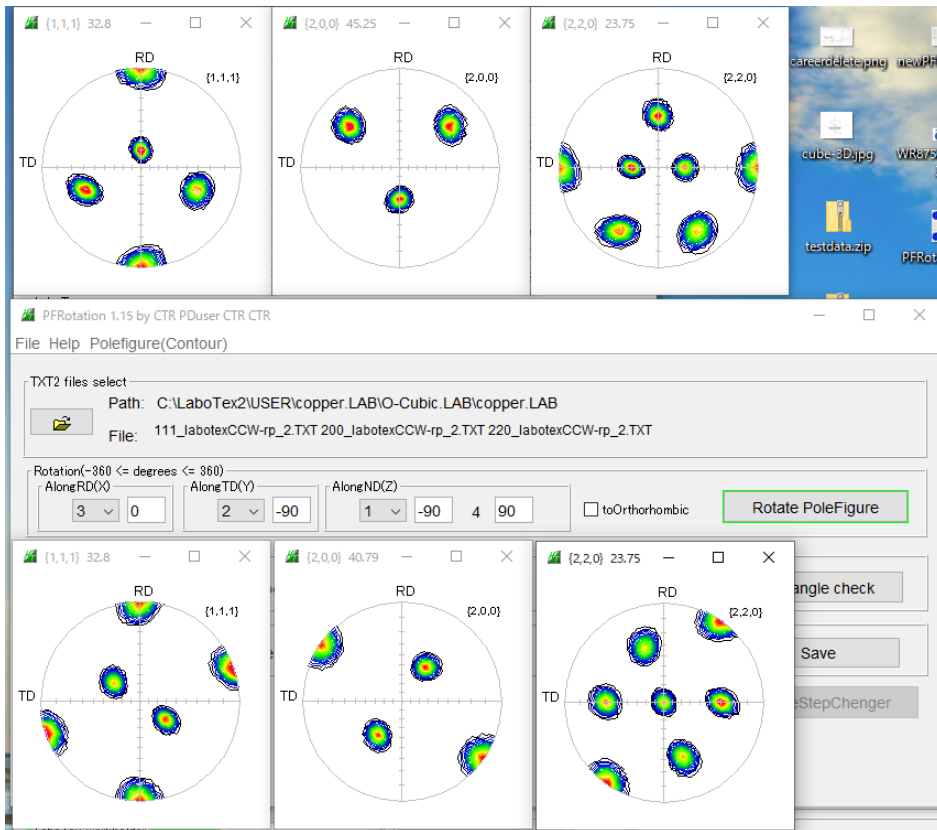 {1,1,1} 32.8
{2,0,0} 45.25
{2,2,0} 23.75
RD
{1,1,1}
TD
RD
{2,0,0}
TD
RD
{2,2,0}
TD
careerdelete.png
cube-3D.jpg
testdata.zip
PFRotation 1.15 by CTR PDuser CTR CTR
File Help Polefigure(Contour)
TXT2 files select
Path: C:\LaboTex2\USER\copper.LAB\O-Cubic.LAB\copper.LAB
File: 111_labotexCCW-rp_2.TXT 200_labotexCCW-rp_2.TXT 220_labotexCCW-rp_2.TXT
Rotation(-360 <= degrees <= 360)
AlongRD(X) AlongTD(Y) AlongND(Z)
3 0 2 -90 1 -90 4 90 toOrthorhombic Rotate PoleFigure
{1,1,1} 32.8
{2,0,0} 40.79
{2,2,0} 23.75
angle check
Save
RD
{1,1,1}
TD
RD
{2,0,0}
TD
RD
{2,2,0}
TD
eStepChenger